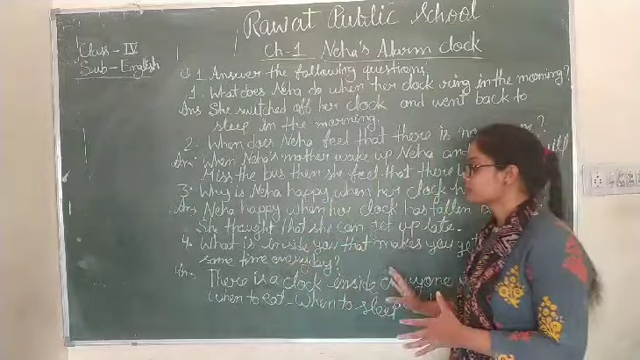 Rawat Public School
Class - IV
Sub - English
Ch-1 Neha's Alarm clock
Q1. Answer the following questions.
1. What does Neha do when her clock ring in the morning?
Ans She switched off her clock and went back to
sleep in the morning.
2. When does Neha feel that there is
Ans. When Neha's mother wake up Neha
Miss the bus then she feel that there
3. Why is Neha happy when her clock
Ans. Neha happy when her clock has fallen
She thought that she can get up late.
4. What is inside you that makes you
same time everyday?
Ans. There is a clock inside everyone
when to eat - when to sleep